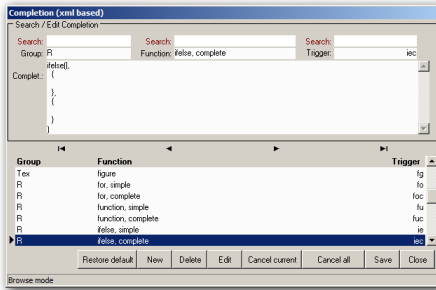 Completion (xml based)
Search / Edit Completion
Search: Search: Search:
Group: R Function: ifelse, complete Trigger: iec
Complet.: ifelse(),
{
},
{
}
)
Group Function Trigger
Tex figure fg
R for, simple fo
R for, complete foc
R function, simple fu
R function, complete fuc
R ifelse, simple ie
R ifelse, complete iec
Restore default New Delete Edit Cancel current Cancel all Save Close
Browse mode